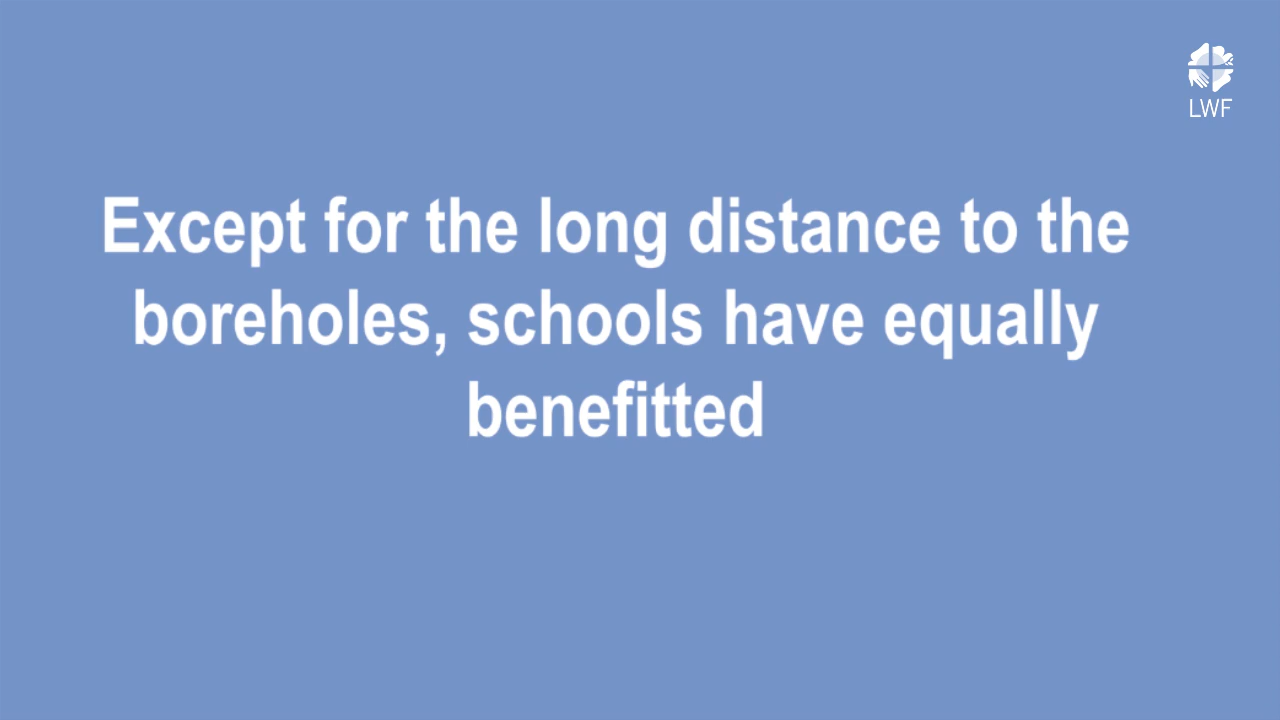 LWF
Except for the long distance to the
boreholes, schools have equally
benefitted